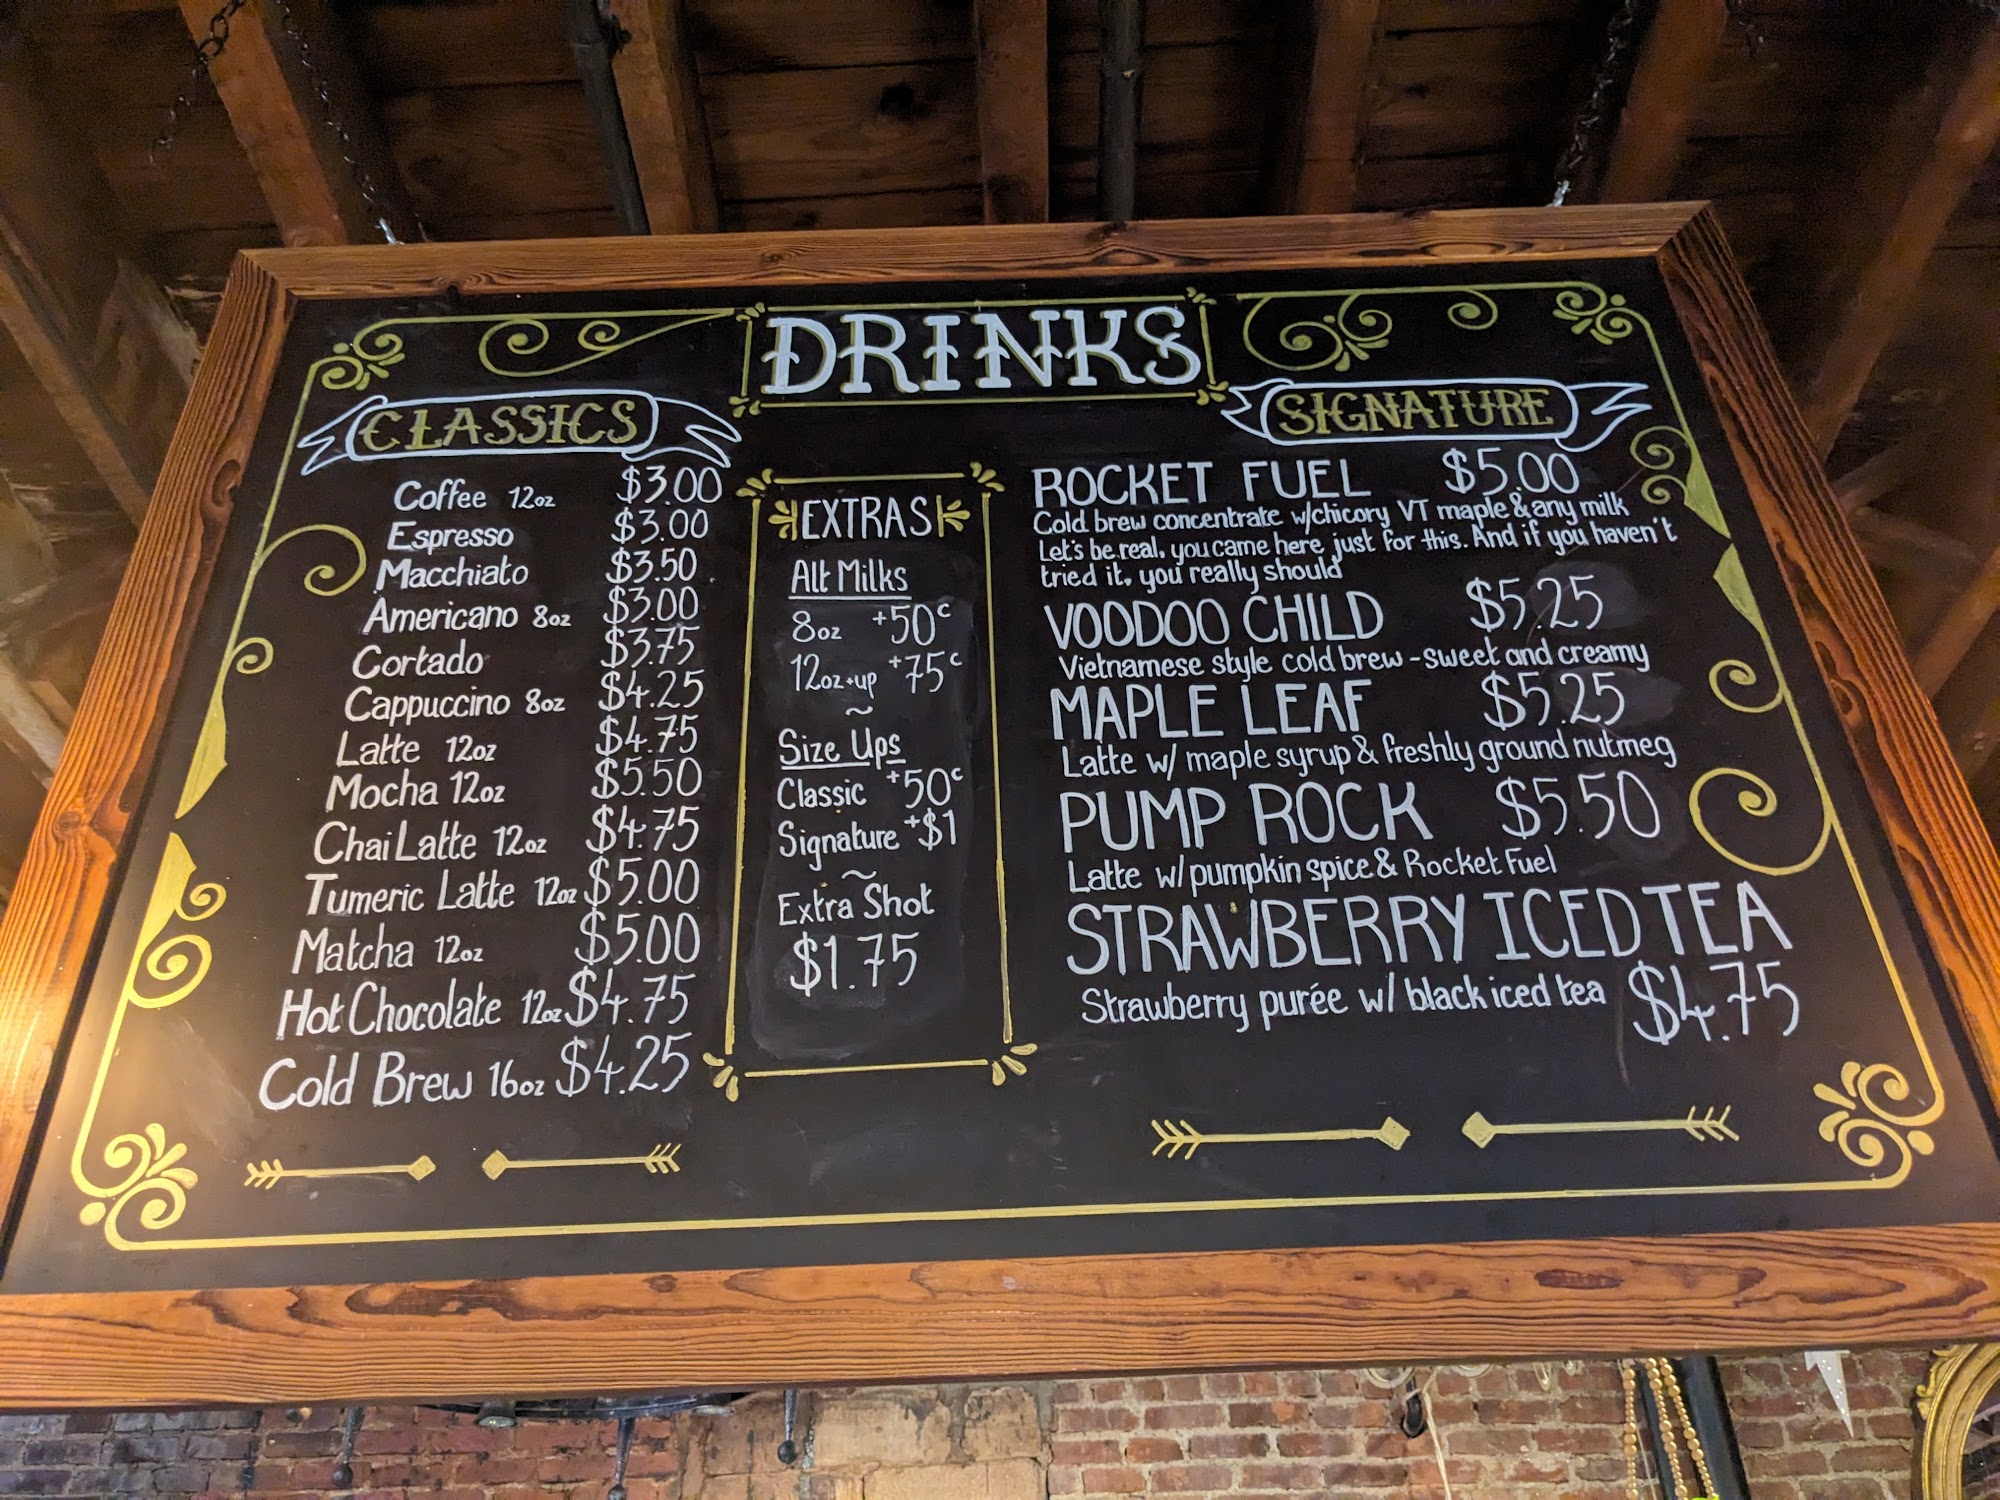 DRINKS
CLASSICS
Coffee 12oz $3.00
Espresso $3.00
Macchiato $3.50
Americano 8oz $3.00
Cortado $3.75
Cappuccino 8oz $4.25
Latte 12oz $4.75
Mocha 12oz $5.50
Chai Latte 12oz $4.75
Tumeric Latte 12oz $5.00
Matcha 12oz $5.00
Hot Chocolate 12oz $4.75
Cold Brew 16oz $4.25
EXTRAS
Alt Milks
8oz +50c
12oz+up +75c
~
Size Ups
Classic +50c
Signature +$1
~
Extra Shot
$1.75
SIGNATURE
ROCKET FUEL $5.00
Cold brew concentrate w/chicory VT maple & any milk
Let's be real, you came here just for this. And if you haven't
tried it, you really should
VOODOO CHILD $5.25
Vietnamese style cold brew - sweet and creamy
MAPLE LEAF $5.25
Latte w/ maple syrup & freshly ground nutmeg
PUMP ROCK $5.50
Latte w/ pumpkin spice & Rocket Fuel
STRAWBERRY ICED TEA
Strawberry purée w/ black iced tea $4.75